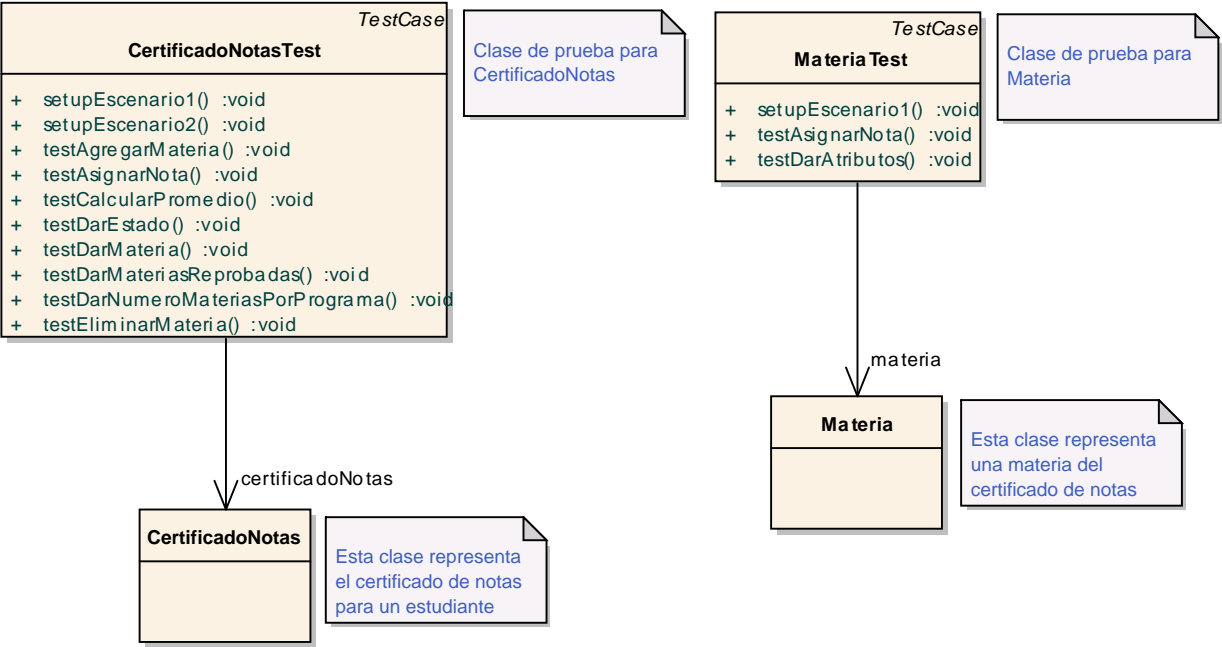 TestCase
CertificadoNotasTest
+ setupEscenario1() :void
+ setupEscenario2() :void
+ testAgregarMateria() :void
+ testAsignarNota() :void
+ testCalcularPromedio() :void
+ testDarEstado() :void
+ testDarMateria() :void
+ testDarMateriasReprobadas() :void
+ testDarNumeroMateriasPorPrograma() :void
+ testEliminarMateria() :void
Clase de prueba para
CertificadoNotas
TestCase
MateriaTest
+ setupEscenario1() :void
+ testAsignarNota() :void
+ testDarAtributos() :void
Clase de prueba para
Materia
certificadoNotas
CertificadoNotas
Esta clase representa
el certificado de notas
para un estudiante
materia
Materia
Esta clase representa
una materia del
certificado de notas